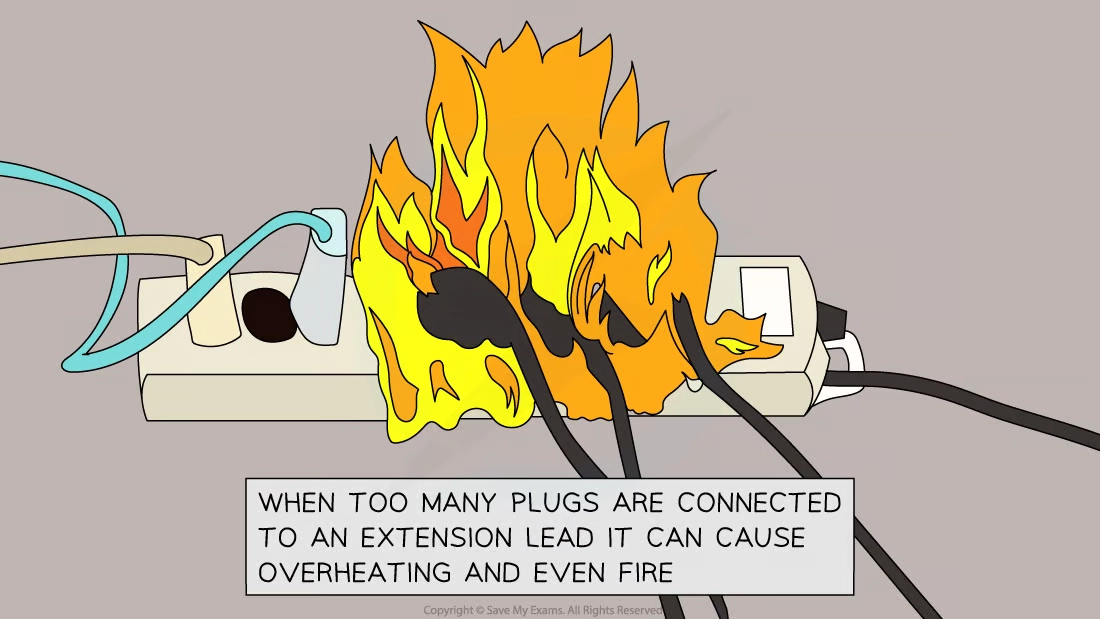 WHEN TOO MANY PLUGS ARE CONNECTED
TO AN EXTENSION LEAD IT CAN CAUSE
OVERHEATING AND EVEN FIRE
Copyright © Save My Exams. All Rights Reserved